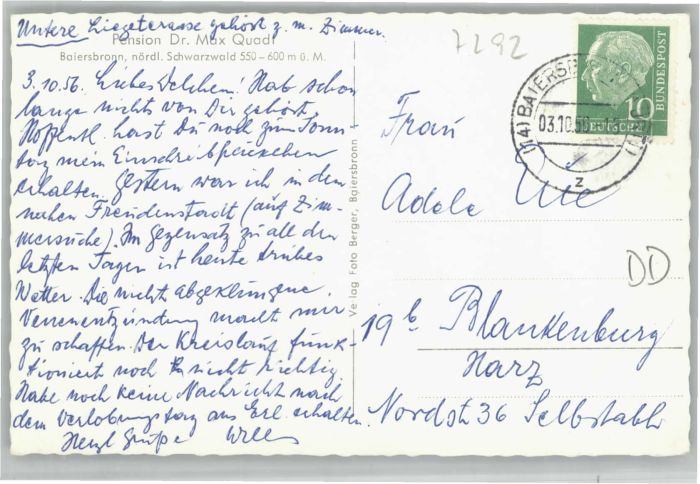 Untere Liegeterasse gehört z. m. Zimmer.
Pension Dr. Max Quadt
Baiersbronn, nördl. Schwarzwald 550-600 m ü. M.
3.10.56. Liebes Delchen! Hab schon
lange nichts von Dir gehört
Hoffentl. hast Du noch zum Sonn-
tag mein Einschreibpäckchen
erhalten. Gestern war ich in dem
nahen Freudenstadt (auf Zim-
mersuche). Im Gegensatz zu all den
letzten Tagen ist heute trübes
Wetter. Die nicht abgeklungene
Venenentzündung macht mir
zu schaffen. Der Kreislauf funk-
tioniert noch nicht richtig.
Habe noch keine Nachricht nach
dem Verlobungstag aus Erl erhalten.
Herzl Grüße Willi
Verlag Foto Berger, Baiersbronn
7292
(14) BAIERSBRONN
03.10.56
z
10
DEUTSCHE
BUNDESPOST
Frau
Adele
DD
19b Blankenburg
Harz
Nordstr 36 Selbstabh